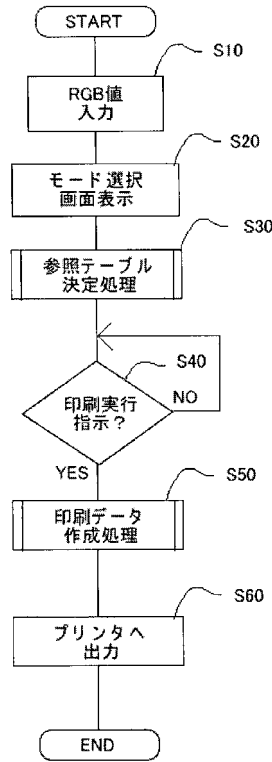 START
S10
RGB値
入力
S20
モード選択
画面表示
S30
参照テーブル
決定処理
S40
印刷実行
指示?
NO
YES
S50
印刷データ
作成処理
S60
プリンタへ
出力
END